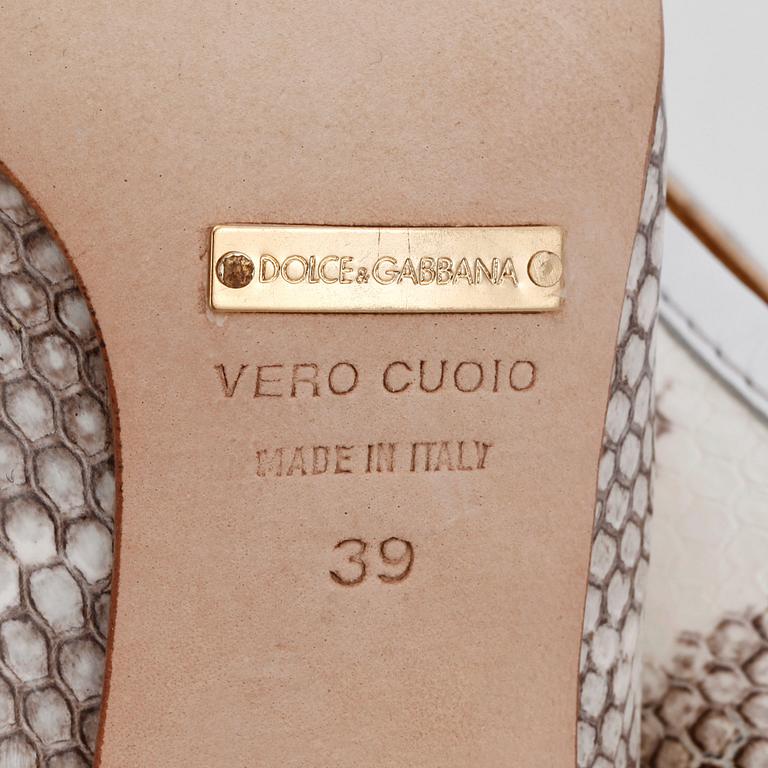 DOLCE&GABBANA
VERO CUOIO
MADE IN ITALY
39